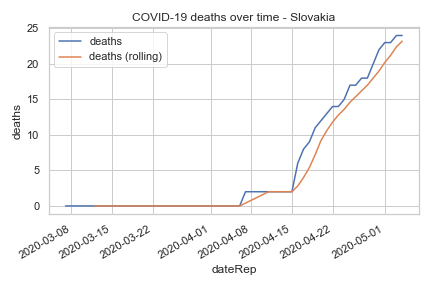 COVID-19 deaths over time - Slovakia
deaths
deaths (rolling)
25
20
15
10
5
0
deaths
2020-03-08
2020-03-15
2020-03-22
2020-04-01
2020-04-08
2020-04-15
2020-04-22
2020-05-01
dateRep